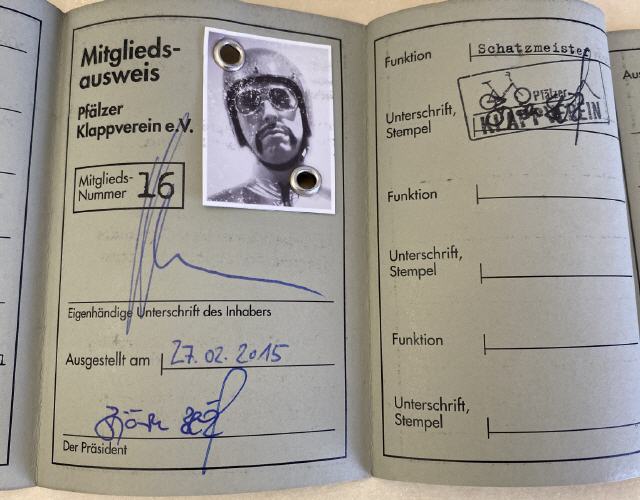 Mitglieds-
ausweis
Pfälzer
Klappverein e.V.
Mitglieds-
Nummer 16
Eigenhändige Unterschrift des Inhabers
Ausgestellt am 27.02.2015
Der Präsident
Funktion Schatzmeister
Unterschrift,
Stempel
Pfälzer
KLAPPVEREIN
Funktion
Unterschrift,
Stempel
Funktion
Unterschrift,
Stempel